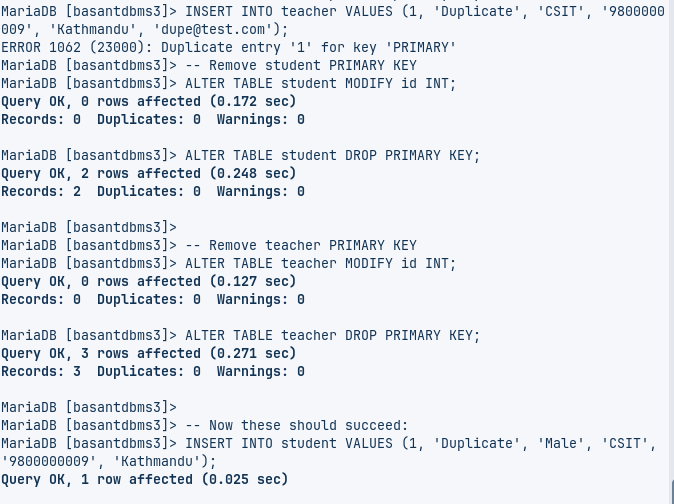 MariaDB [basantdbms3]> INSERT INTO teacher VALUES (1, 'Duplicate', 'CSIT', '9800000
009', 'Kathmandu', 'dupe@test.com');
ERROR 1062 (23000): Duplicate entry '1' for key 'PRIMARY'
MariaDB [basantdbms3]> -- Remove student PRIMARY KEY
MariaDB [basantdbms3]> ALTER TABLE student MODIFY id INT;
Query OK, 0 rows affected (0.172 sec)
Records: 0  Duplicates: 0  Warnings: 0
MariaDB [basantdbms3]> ALTER TABLE student DROP PRIMARY KEY;
Query OK, 2 rows affected (0.248 sec)
Records: 2  Duplicates: 0  Warnings: 0
MariaDB [basantdbms3]>
MariaDB [basantdbms3]> -- Remove teacher PRIMARY KEY
MariaDB [basantdbms3]> ALTER TABLE teacher MODIFY id INT;
Query OK, 0 rows affected (0.127 sec)
Records: 0  Duplicates: 0  Warnings: 0
MariaDB [basantdbms3]> ALTER TABLE teacher DROP PRIMARY KEY;
Query OK, 3 rows affected (0.271 sec)
Records: 3  Duplicates: 0  Warnings: 0
MariaDB [basantdbms3]>
MariaDB [basantdbms3]> -- Now these should succeed:
MariaDB [basantdbms3]> INSERT INTO student VALUES (1, 'Duplicate', 'Male', 'CSIT',
'9800000009', 'Kathmandu');
Query OK, 1 row affected (0.025 sec)